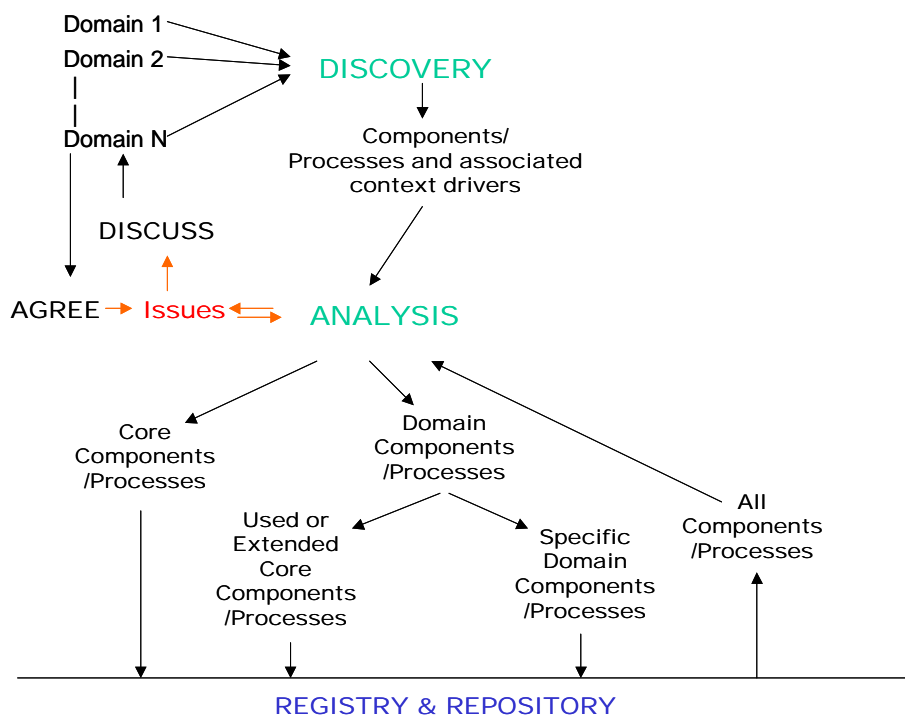 Domain 1
Domain 2
|
|
Domain N
DISCOVERY
Components/
Processes and associated
context drivers
DISCUSS
AGREE
Issues
ANALYSIS
Core
Components
/Processes
Domain
Components
/Processes
Used or
Extended
Core
Components
/Processes
Specific
Domain
Components
/Processes
All
Components
/Processes
REGISTRY & REPOSITORY